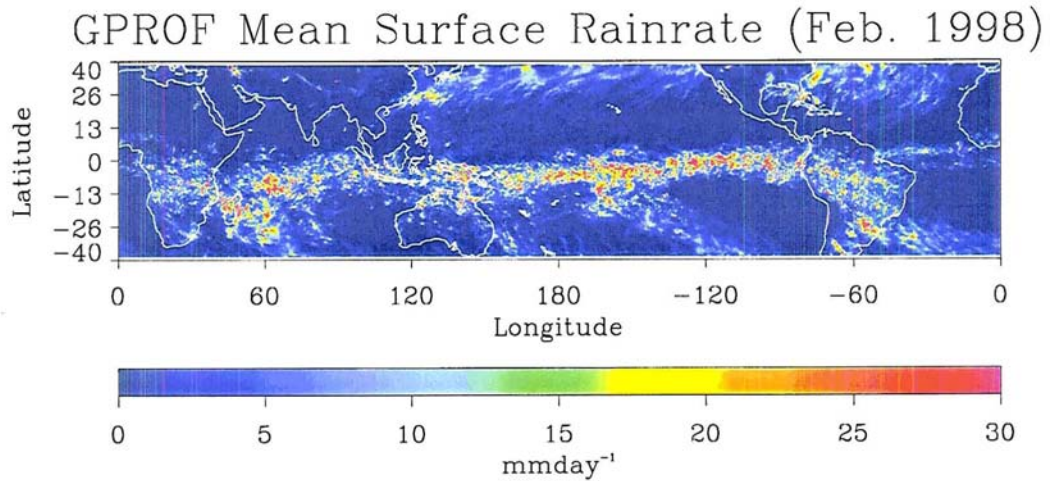 GPROF Mean Surface Rainrate (Feb. 1998)
40
26
13
0
−13
−26
−40
Latitude
0 60 120 180 −120 −60 0
Longitude
0 5 10 15 20 25 30
mmday⁻¹